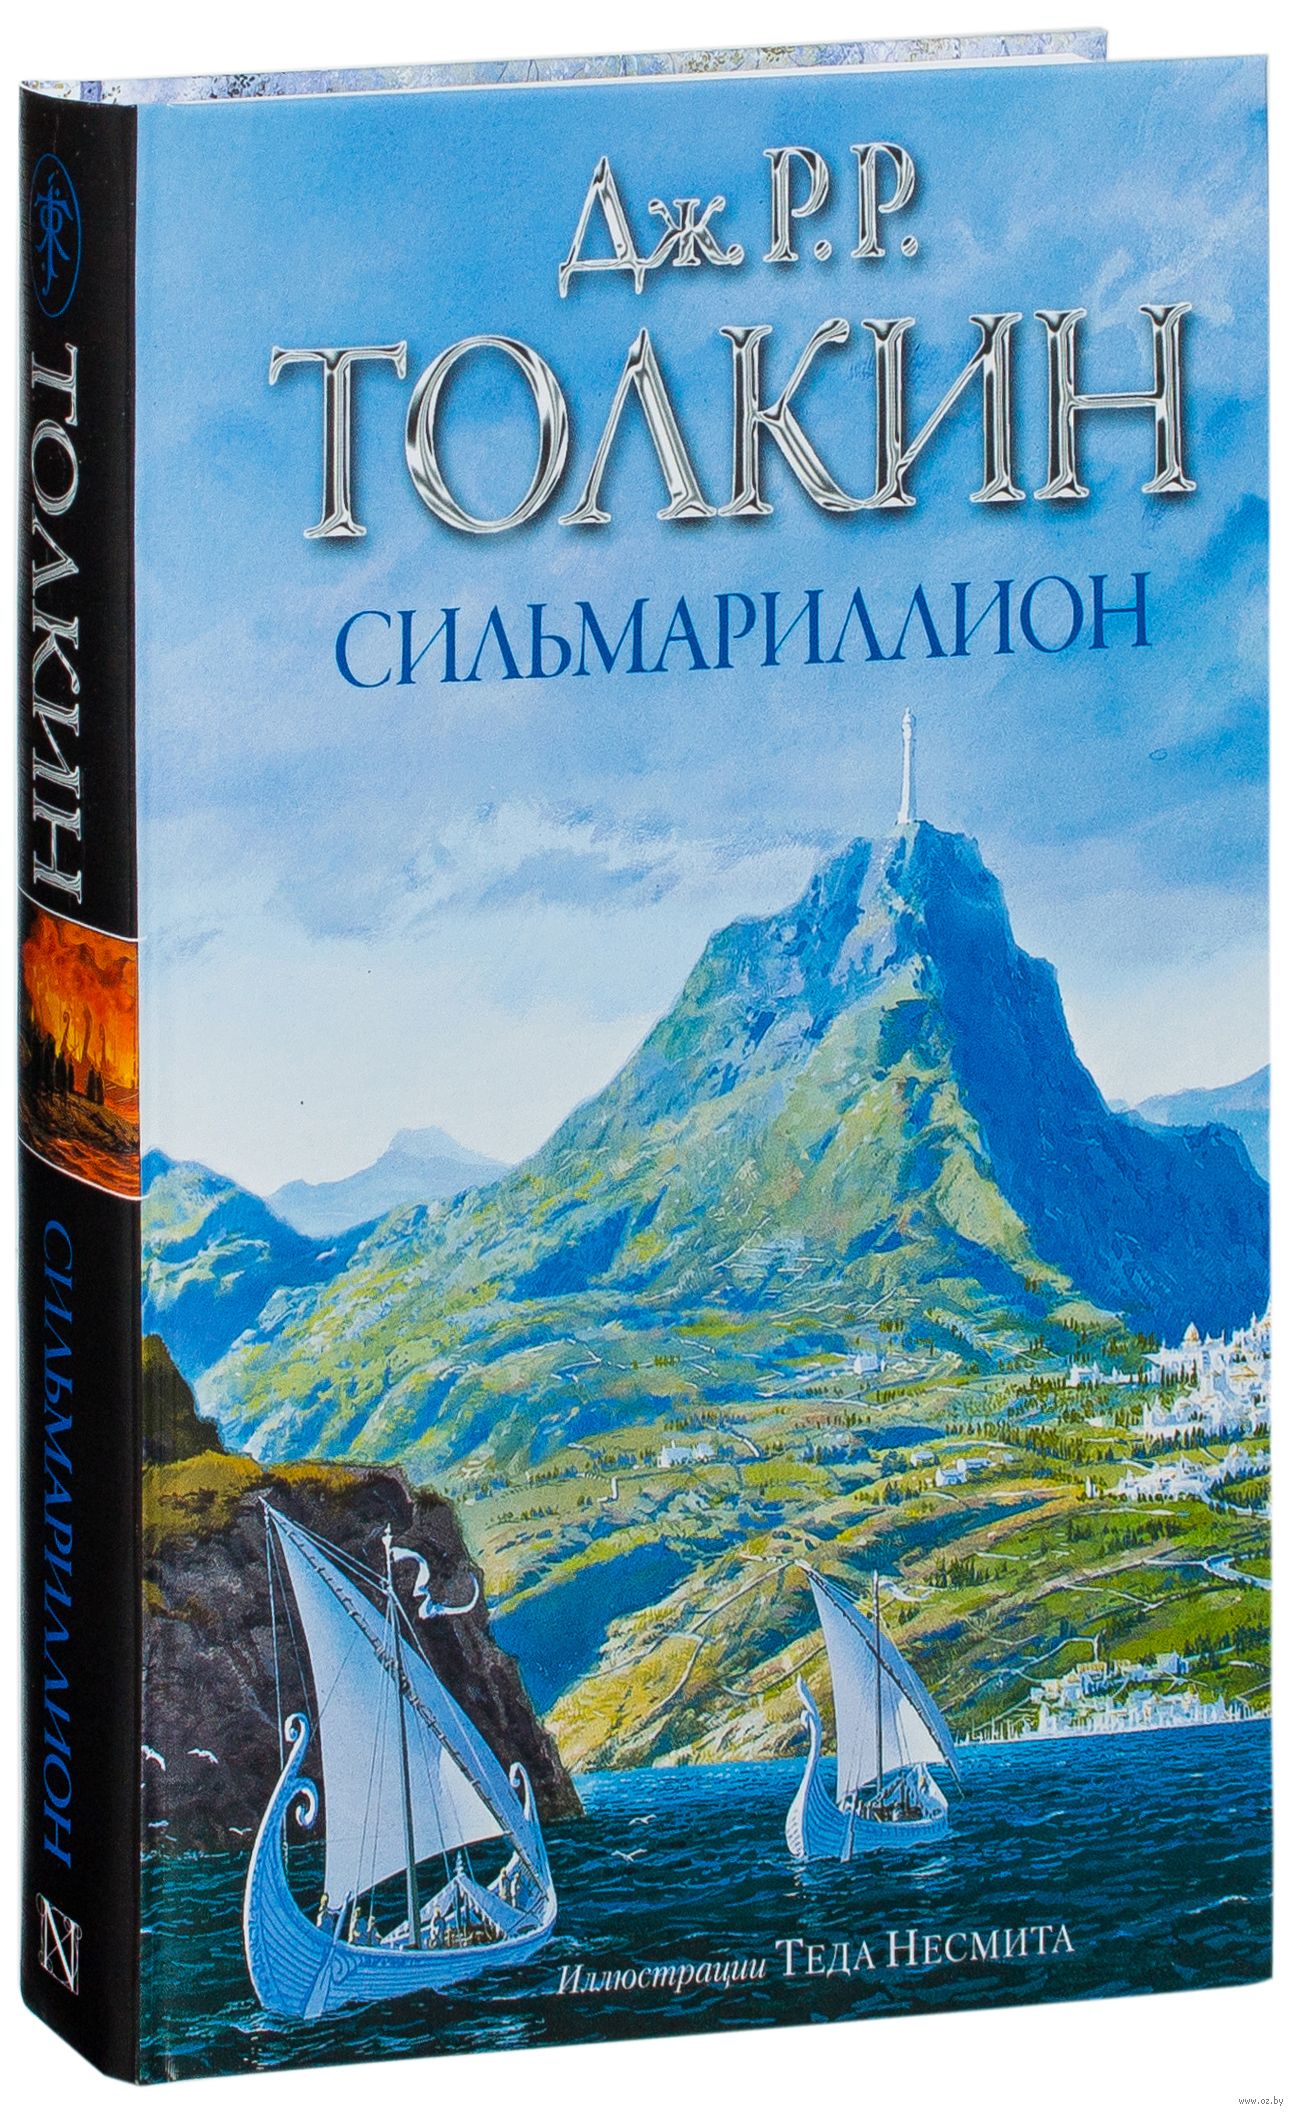 Дж. Р. Р.
ТОЛКИН
СИЛЬМАРИЛЛИОН
Иллюстрации ТЕДА НЕСМИТА
ТОЛКИН
СИЛЬМАРИЛЛИОН
www.oz.by